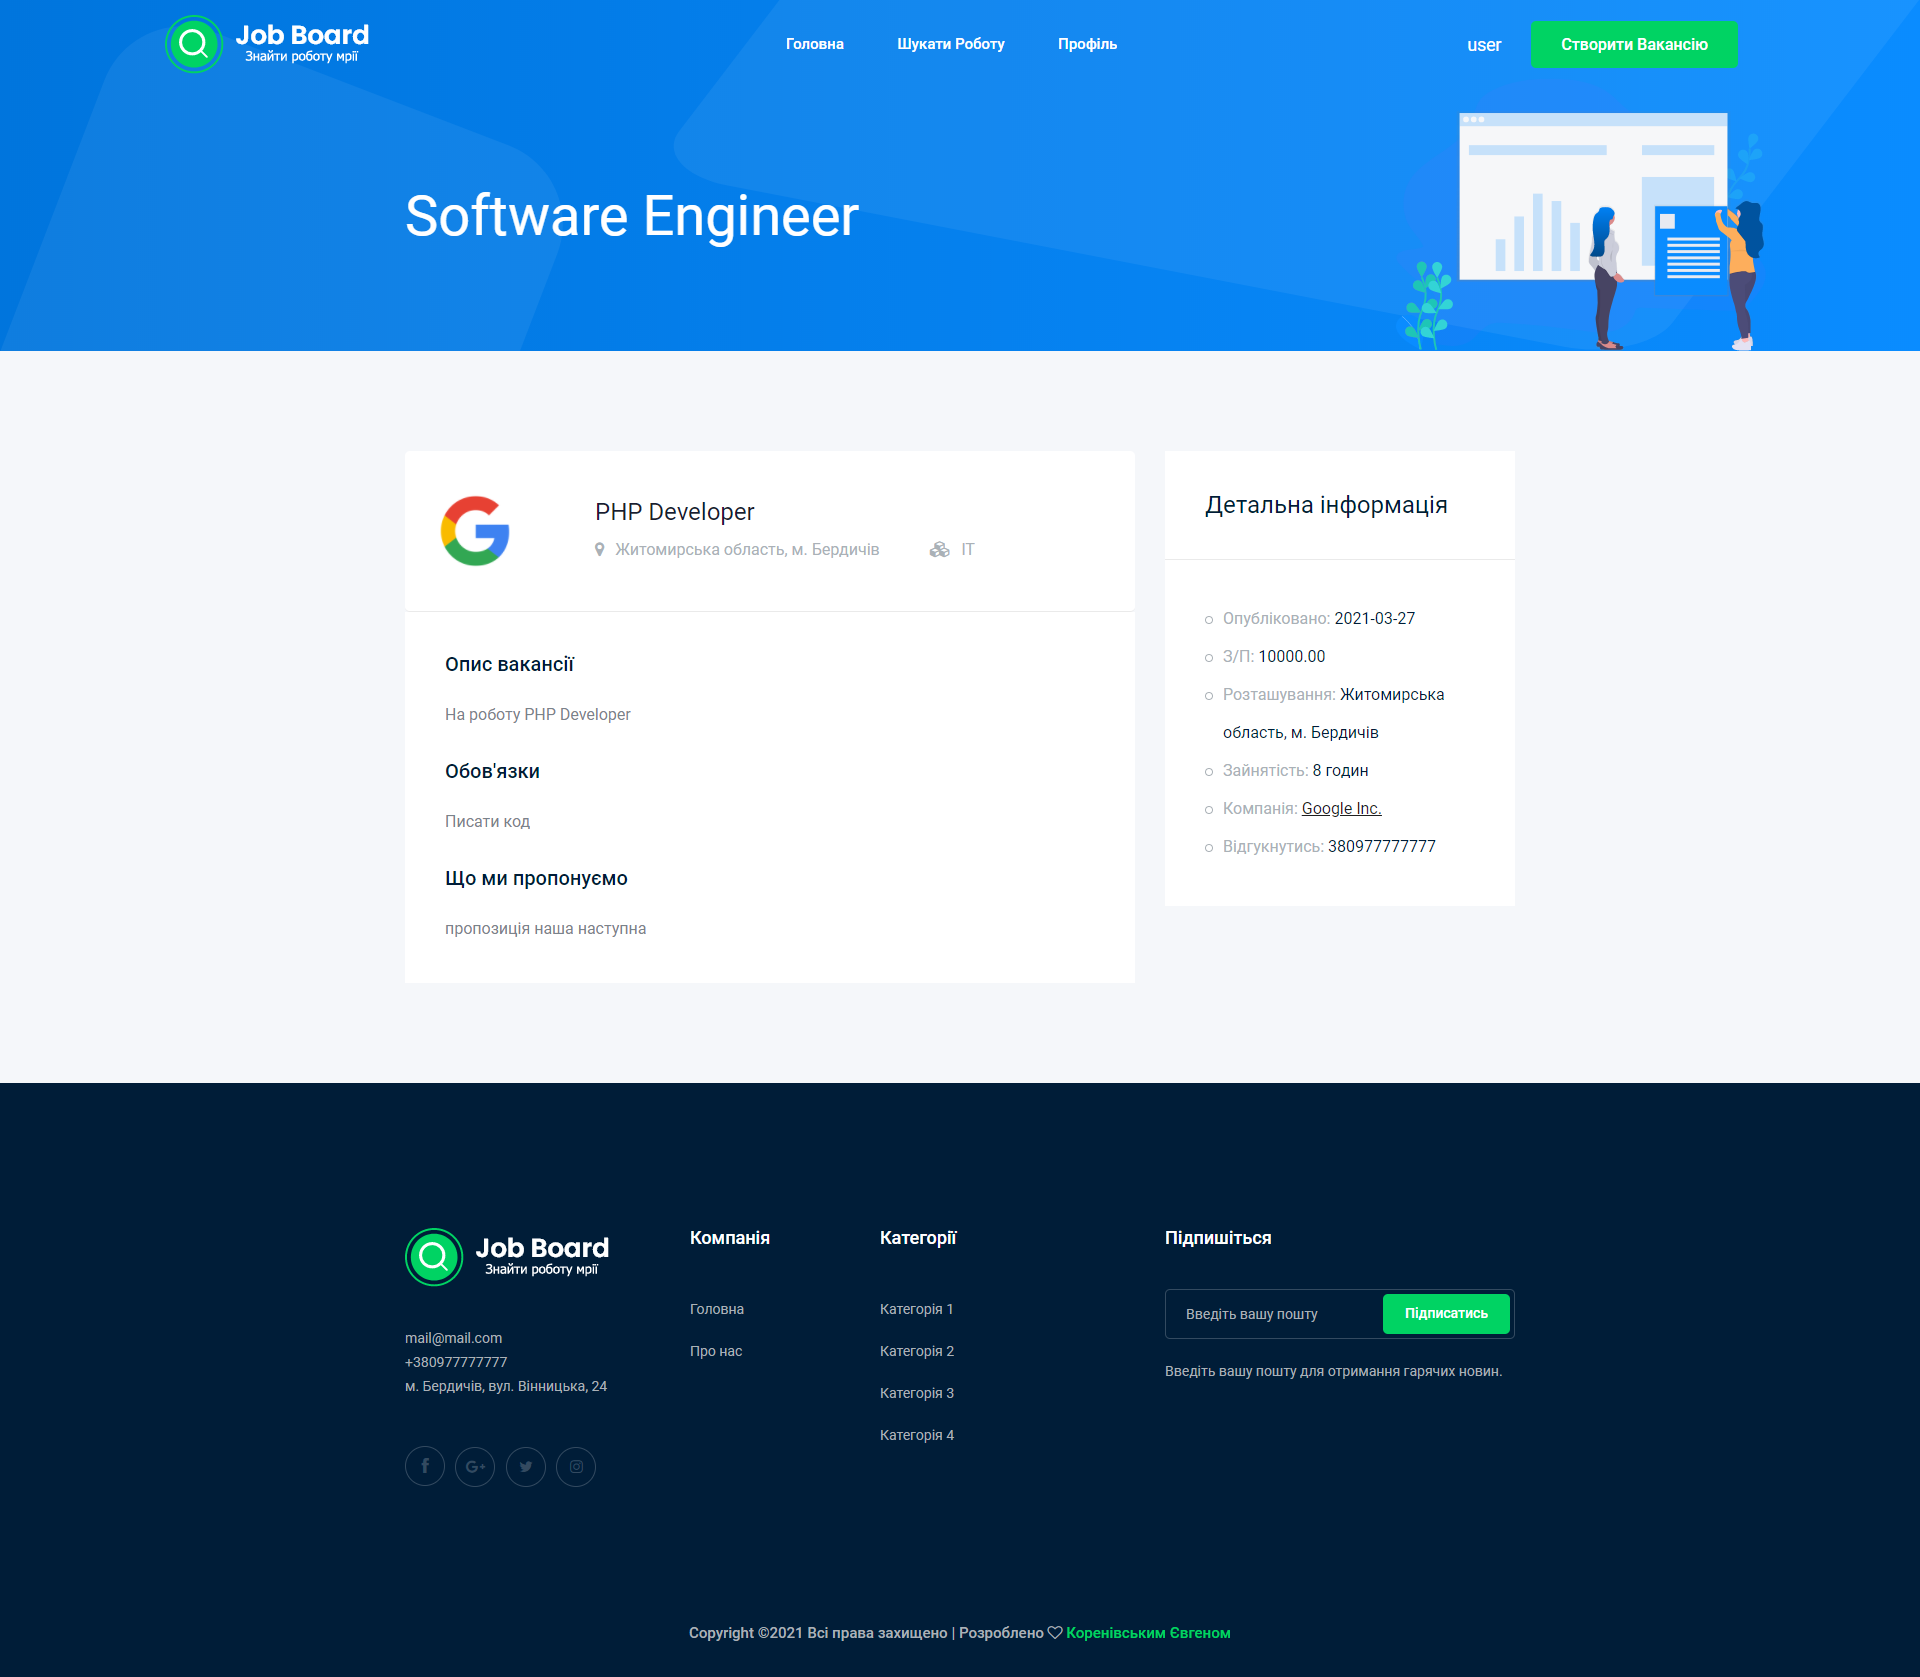 Job Board
Знайти роботу мрії
Головна
Шукати Роботу
Профіль
user
Створити Вакансію
Software Engineer
PHP Developer
Житомирська область, м. Бердичів
IT
Опис вакансії
На роботу PHP Developer
Обов'язки
Писати код
Що ми пропонуємо
пропозиція наша наступна
Детальна інформація
Опубліковано: 2021-03-27
З/П: 10000.00
Розташування: Житомирська
область, м. Бердичів
Зайнятість: 8 годин
Компанія: Google Inc.
Відгукнутись: 380977777777
Job Board
Знайти роботу мрії
mail@mail.com
+380977777777
м. Бердичів, вул. Вінницька, 24
Компанія
Головна
Про нас
Категорії
Категорія 1
Категорія 2
Категорія 3
Категорія 4
Підпишіться
Введіть вашу пошту
Підписатись
Введіть вашу пошту для отримання гарячих новин.
Copyright ©2021 Всі права захищено | Розроблено ♡ Коренівським Євгеном